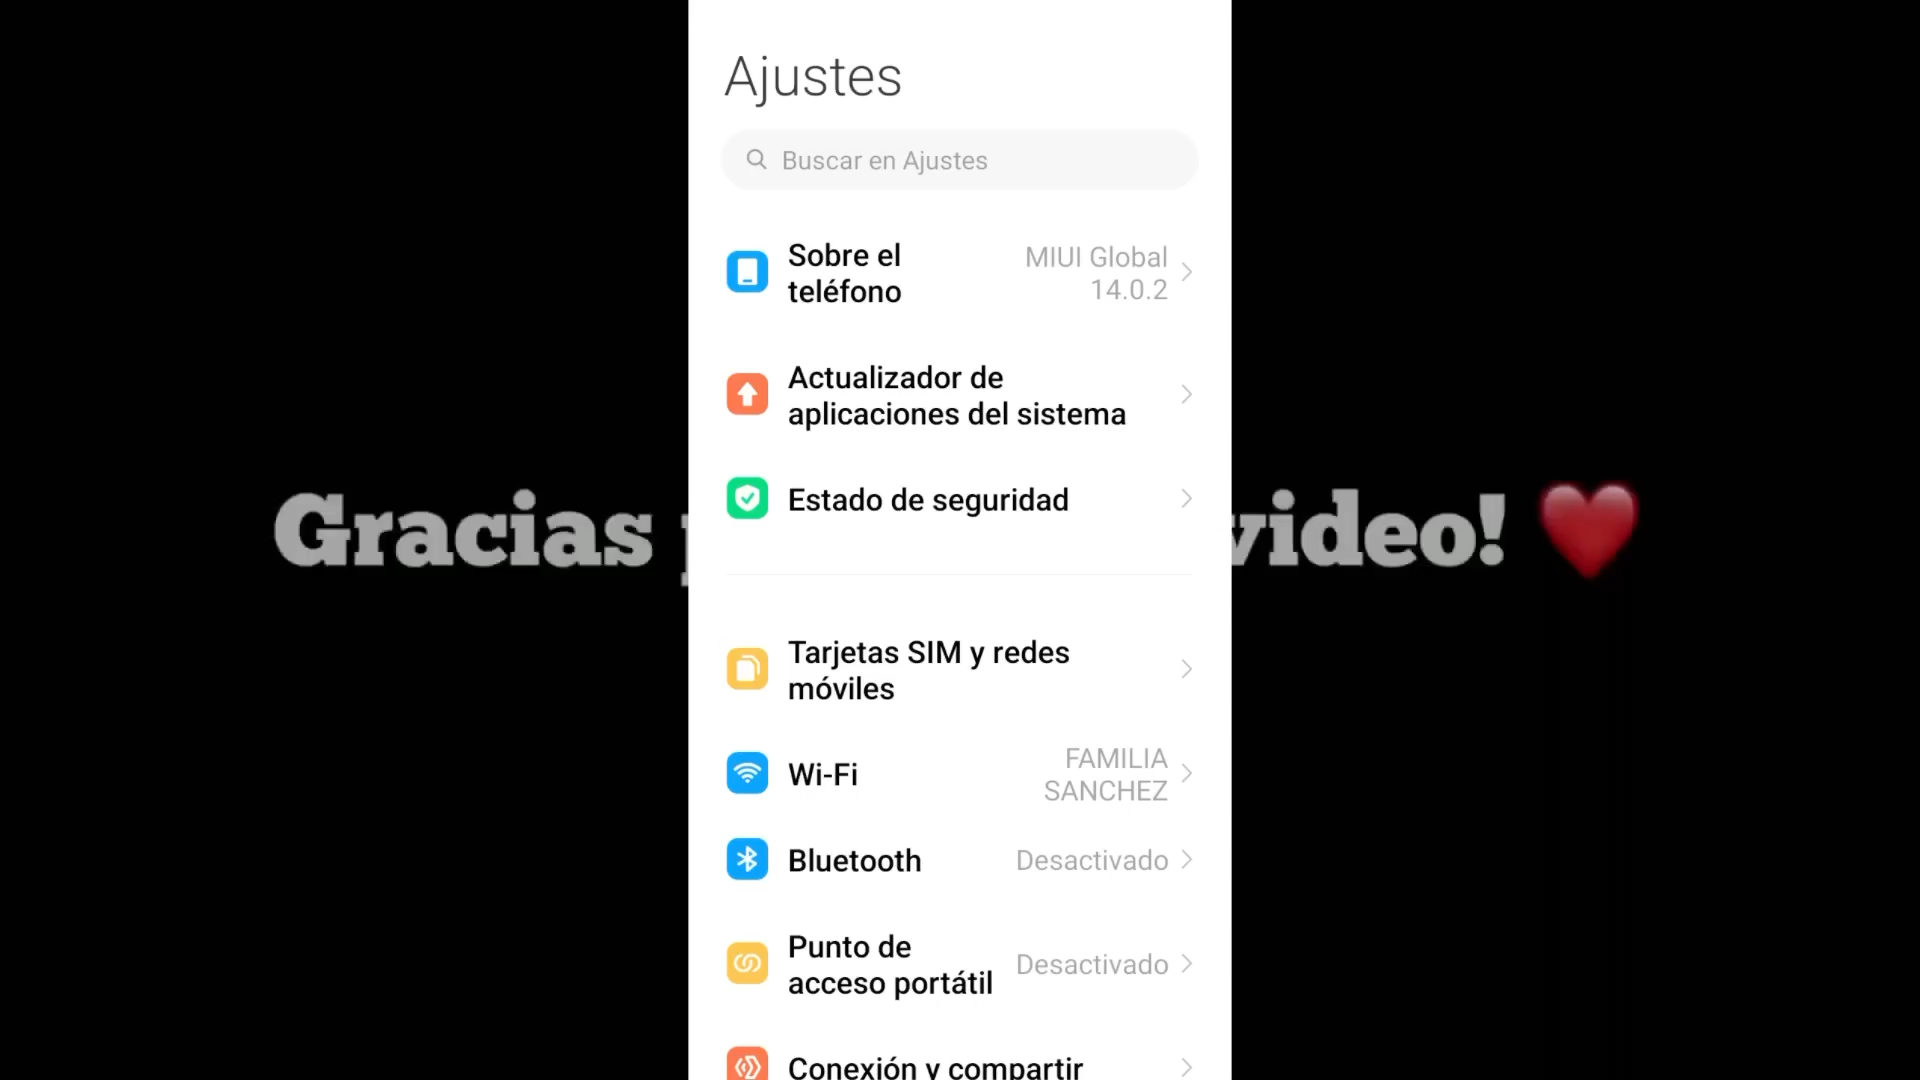 Ajustes
Buscar en Ajustes
Sobre el
teléfono
MIUI Global
14.0.2
Actualizador de
aplicaciones del sistema
Estado de seguridad
Gracias
video!
Tarjetas SIM y redes
móviles
Wi-Fi
FAMILIA
SANCHEZ
Bluetooth
Desactivado
Punto de
acceso portátil
Desactivado
Conexión y compartir